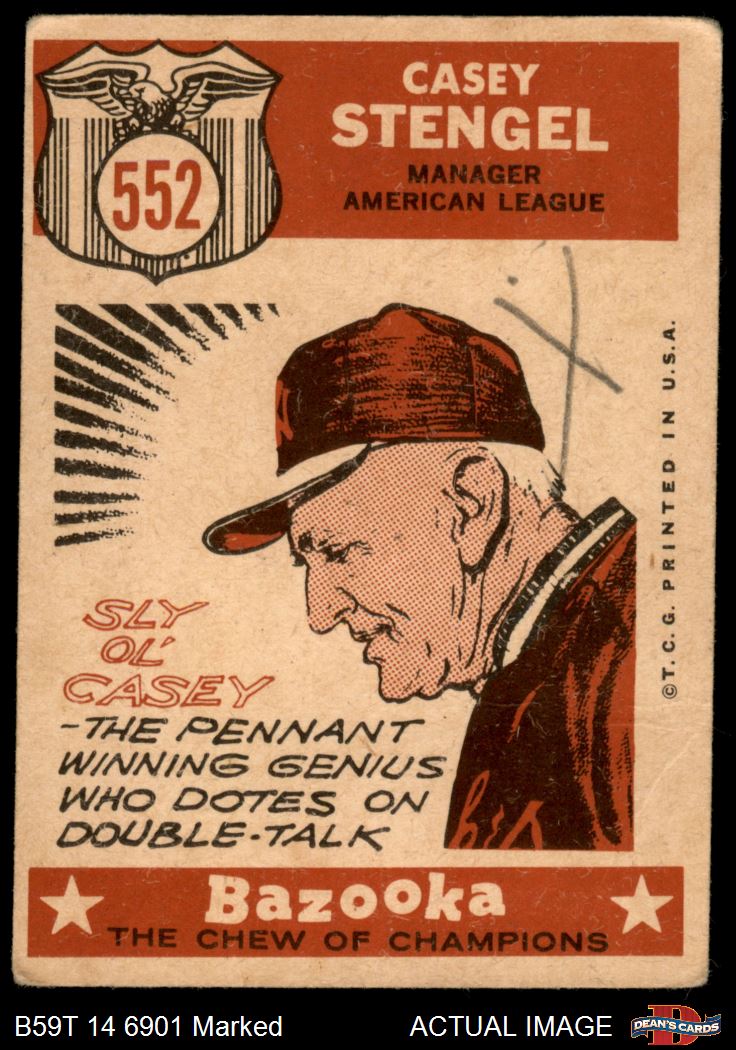 552
CASEY
STENGEL
MANAGER
AMERICAN LEAGUE
© T.C.G. PRINTED IN U.S.A.
SLY
OL'
CASEY
-THE PENNANT
WINNING GENIUS
WHO DOTES ON
DOUBLE-TALK
Bazooka
THE CHEW OF CHAMPIONS
B59T 14 6901 Marked
ACTUAL IMAGE
DEAN'S CARDS